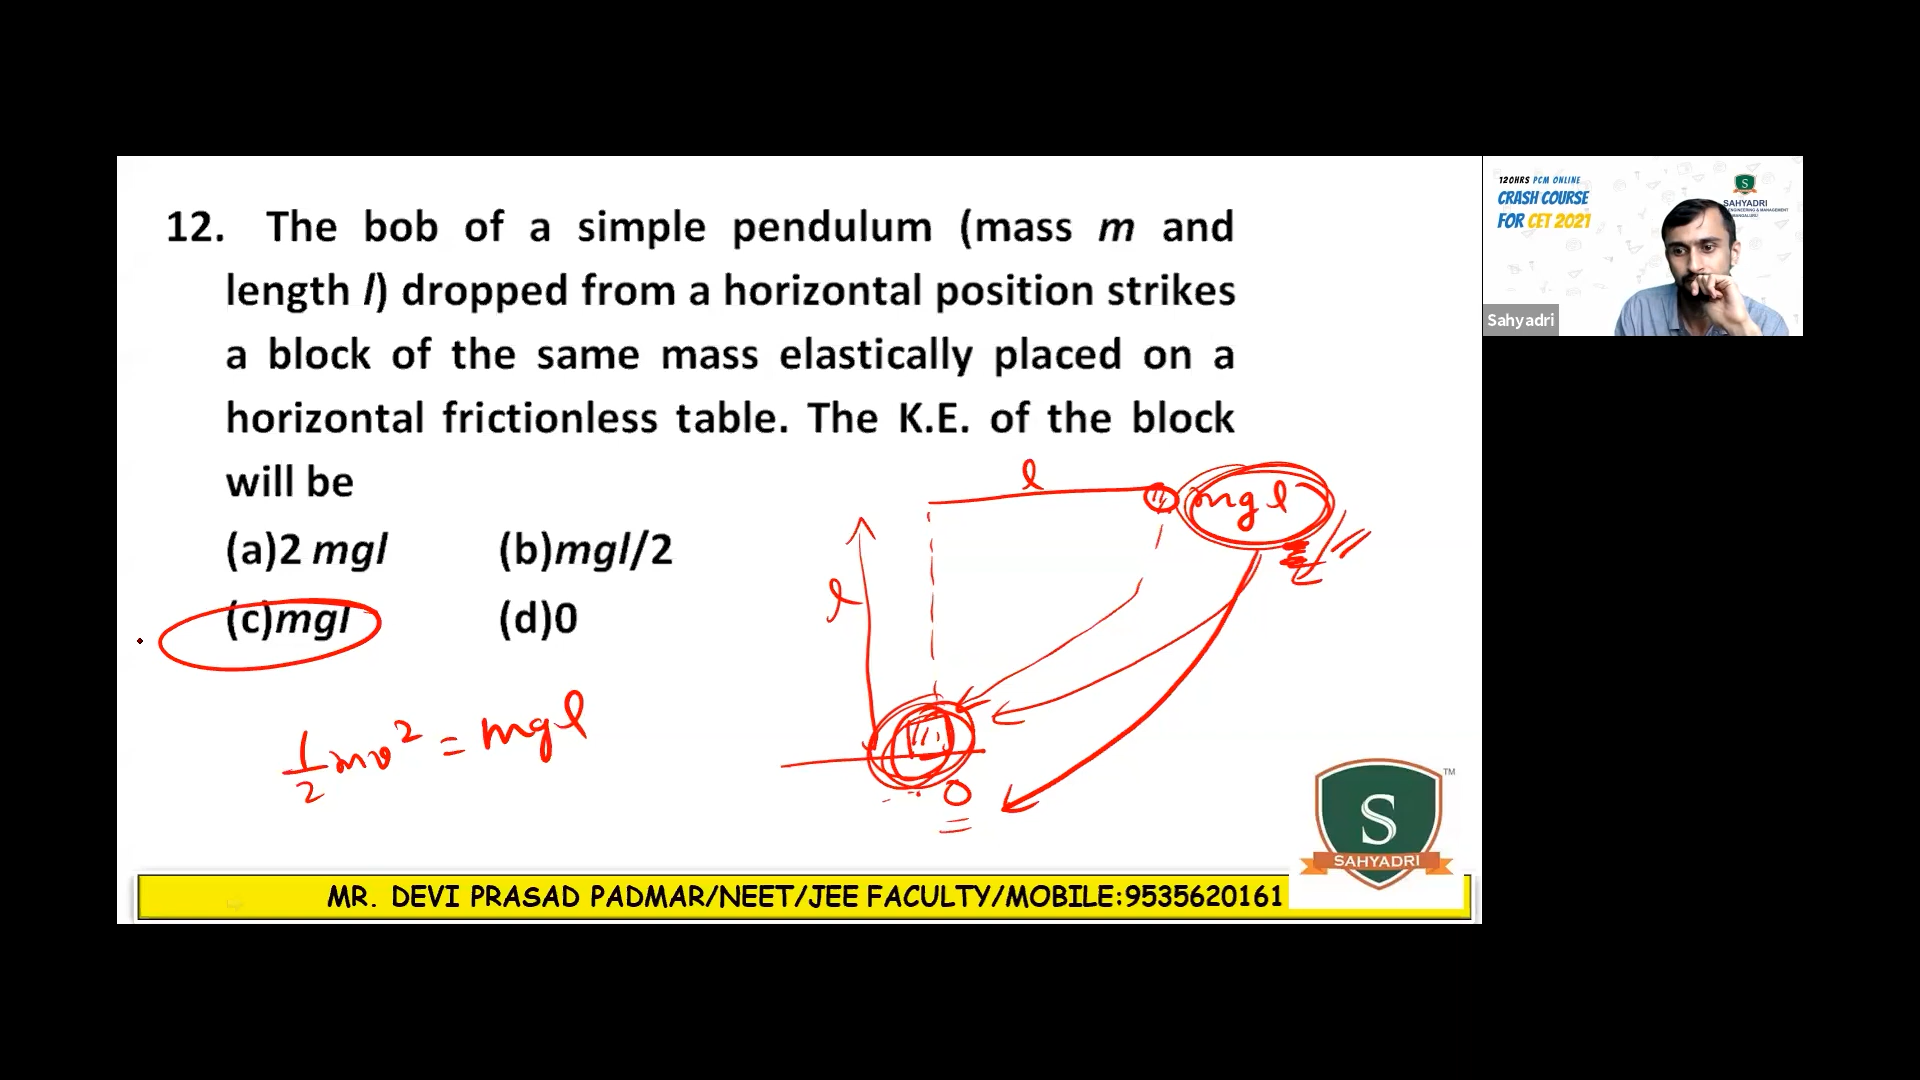 12. The bob of a simple pendulum (mass m and
length l) dropped from a horizontal position strikes
a block of the same mass elastically placed on a
horizontal frictionless table. The K.E. of the block
will be
(a)2 mgl (b)mgl/2
(c)mgl (d)0
l
mgl
l
0
1/2 mv² = mgl
MR. DEVI PRASAD PADMAR/NEET/JEE FACULTY/MOBILE:9535620161
S
SAHYADRI
TM
120HRS PCM ONLINE
CRASH COURSE
FOR CET 2021
S
SAHYADRI
Sahyadri